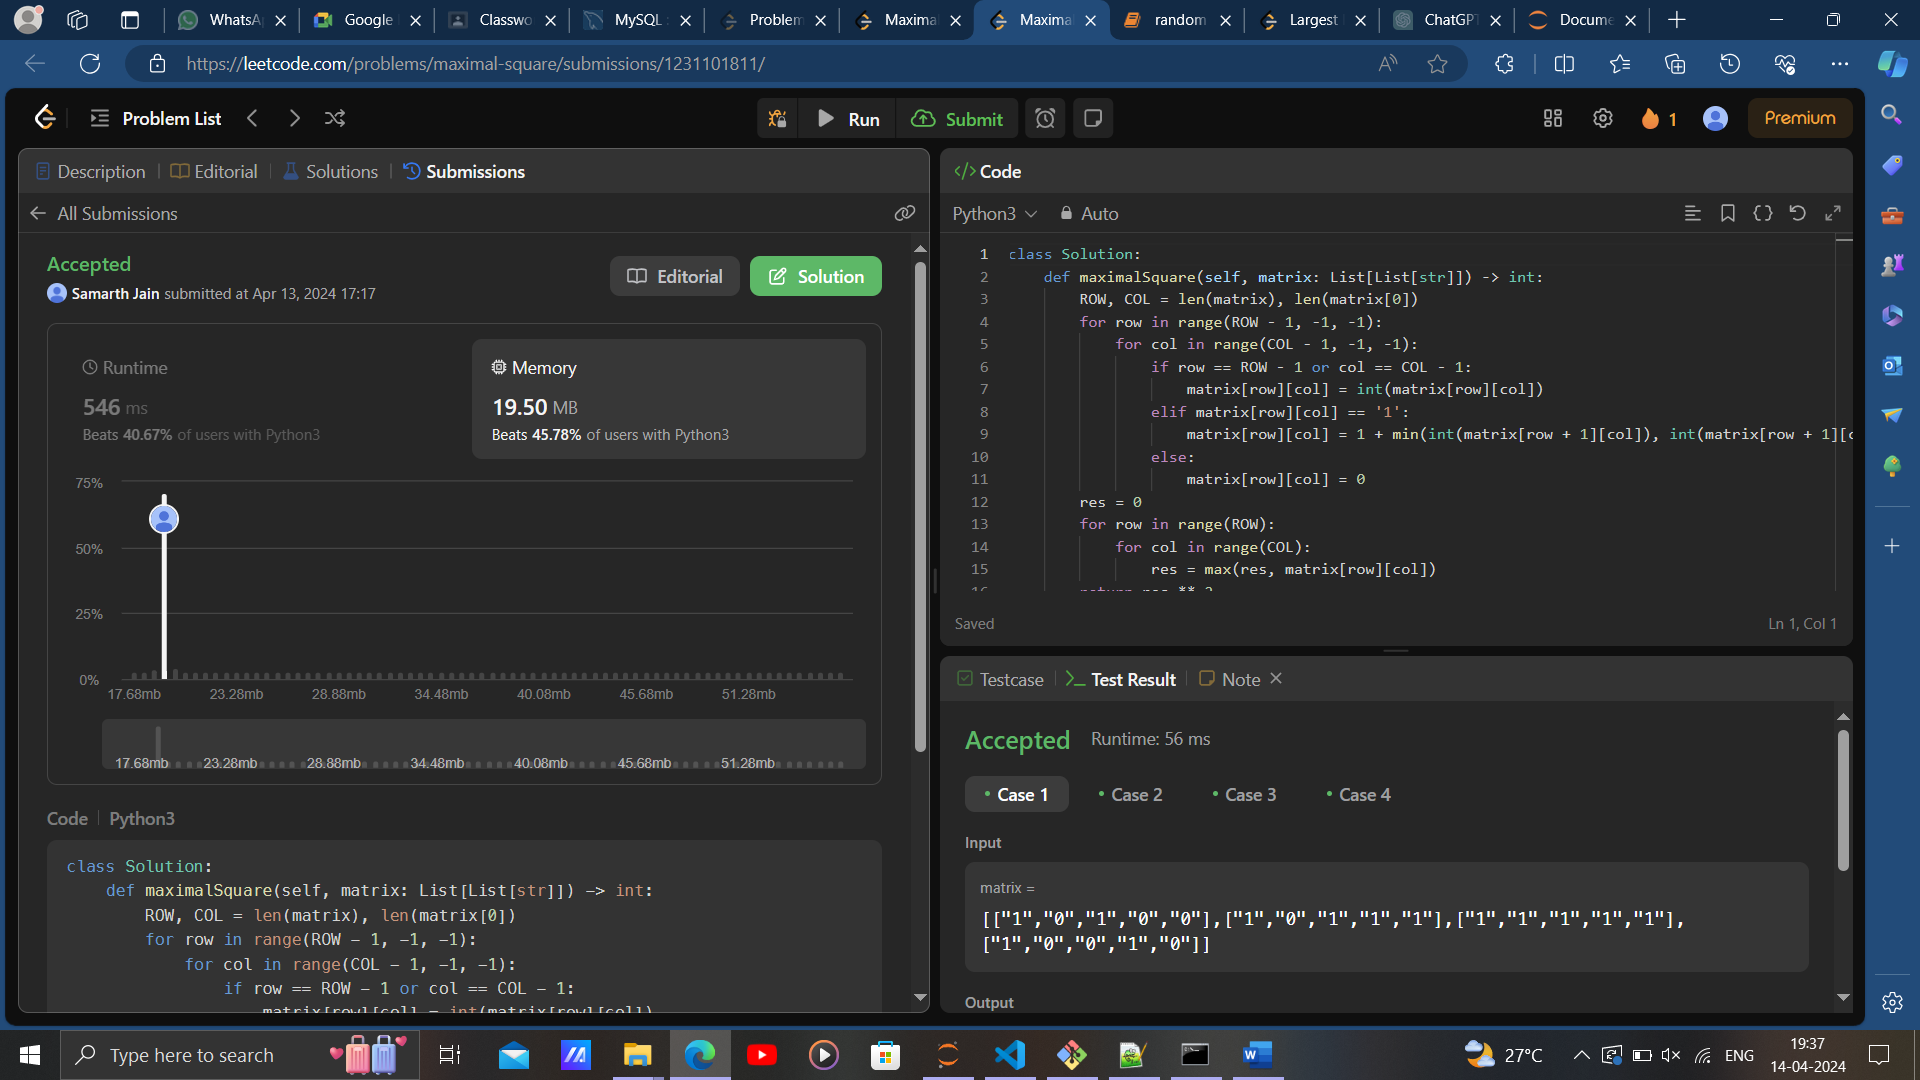 WhatsA
Google
Classwo
MySQL :
Problem
Maximal
Maximal
random
Largest
ChatGPT
Docume
https://leetcode.com/problems/maximal-square/submissions/1231101811/
Problem List
Run
Submit
1
Premium
Description
Editorial
Solutions
Submissions
All Submissions
Accepted
Samarth Jain submitted at Apr 13, 2024 17:17
Editorial
Solution
Runtime
546 ms
Beats 40.67% of users with Python3
Memory
19.50 MB
Beats 45.78% of users with Python3
75%
50%
25%
0%
17.68mb 23.28mb 28.88mb 34.48mb 40.08mb 45.68mb 51.28mb
17.68mb 23.28mb 28.88mb 34.48mb 40.08mb 45.68mb 51.28mb
Code | Python3
class Solution:
def maximalSquare(self, matrix: List[List[str]]) -> int:
ROW, COL = len(matrix), len(matrix[0])
for row in range(ROW - 1, -1, -1):
for col in range(COL - 1, -1, -1):
if row == ROW - 1 or col == COL - 1:
matrix[row][col] = int(matrix[row][col])
</> Code
Python3
Auto
1 class Solution:
2 def maximalSquare(self, matrix: List[List[str]]) -> int:
3 ROW, COL = len(matrix), len(matrix[0])
4 for row in range(ROW - 1, -1, -1):
5 for col in range(COL - 1, -1, -1):
6 if row == ROW - 1 or col == COL - 1:
7 matrix[row][col] = int(matrix[row][col])
8 elif matrix[row][col] == '1':
9 matrix[row][col] = 1 + min(int(matrix[row + 1][col]), int(matrix[row + 1][c
10 else:
11 matrix[row][col] = 0
12 res = 0
13 for row in range(ROW):
14 for col in range(COL):
15 res = max(res, matrix[row][col])
16 return res ** 2
Saved
Ln 1, Col 1
Testcase
Test Result
Note
Accepted
Runtime: 56 ms
Case 1
Case 2
Case 3
Case 4
Input
matrix =
[["1","0","1","0","0"],["1","0","1","1","1"],["1","1","1","1","1"],
["1","0","0","1","0"]]
Output
Type here to search
27°C
ENG
19:37
14-04-2024